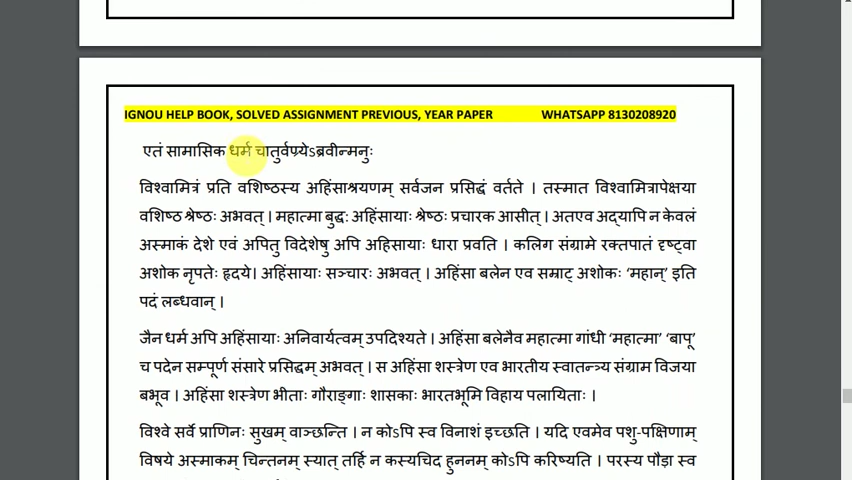 IGNOU HELP BOOK, SOLVED ASSIGNMENT PREVIOUS, YEAR PAPER WHATSAPP 8130208920
एतं सामासिक धर्म चातुर्वण्र्येऽब्रवीन्मनुः
विश्वामित्रं प्रति वशिष्ठस्य अहिंसाश्रयणम् सर्वजन प्रसिद्धं वर्तते । तस्मात विश्वामित्रापेक्षया
वशिष्ठ श्रेष्ठः अभवत् । महात्मा बुद्धः अहिंसायाः श्रेष्ठः प्रचारक आसीत् । अतएव अद्यापि न केवलं
अस्माकं देशे एवं अपितु विदेशेषु अपि अहिसायाः धारा प्रवति । कलिग संग्रामे रक्तपातं दृष्ट्वा
अशोक नृपतेः हृदये। अहिंसायाः सञ्चारः अभवत् । अहिंसा बलेन एव सम्राट् अशोकः ‘महान्’ इति
पदं लब्धवान् ।
जैन धर्म अपि अहिंसायाः अनिवार्यत्वम् उपदिश्यते । अहिंसा बलेनैव महात्मा गांधी ‘महात्मा’ ‘बापू’
च पदेन सम्पूर्ण संसारे प्रसिद्धम् अभवत् । स अहिंसा शस्त्रेण एव भारतीय स्वातन्त्र्य संग्राम विजया
बभूव । अहिंसा शस्त्रेण भीताः गौराङ्गाः शासकाः भारतभूमि विहाय पलायिताः ।
विश्वे सर्वे प्राणिनः सुखम् वाञ्छन्ति । न कोऽपि स्व विनाशं इच्छति । यदि एवमेव पशु-पक्षिणाम्
विषये अस्माकम् चिन्तनम् स्यात् तर्हि न कस्यचिद हुननम् कोऽपि करिष्यति । परस्य पौड़ा स्व